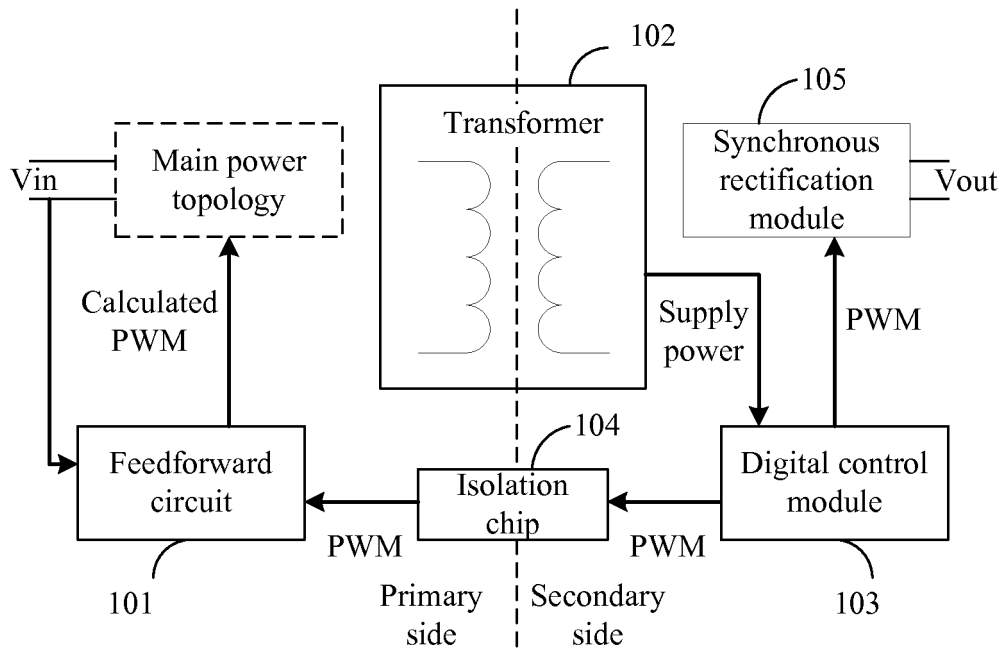 102
105
Transformer
Main power
topology
Synchronous
rectification
module
Vin
Vout
Calculated
PWM
Supply
power
PWM
104
Feedforward
circuit
Isolation
chip
Digital control
module
PWM
PWM
101
Primary
side
Secondary
side
103